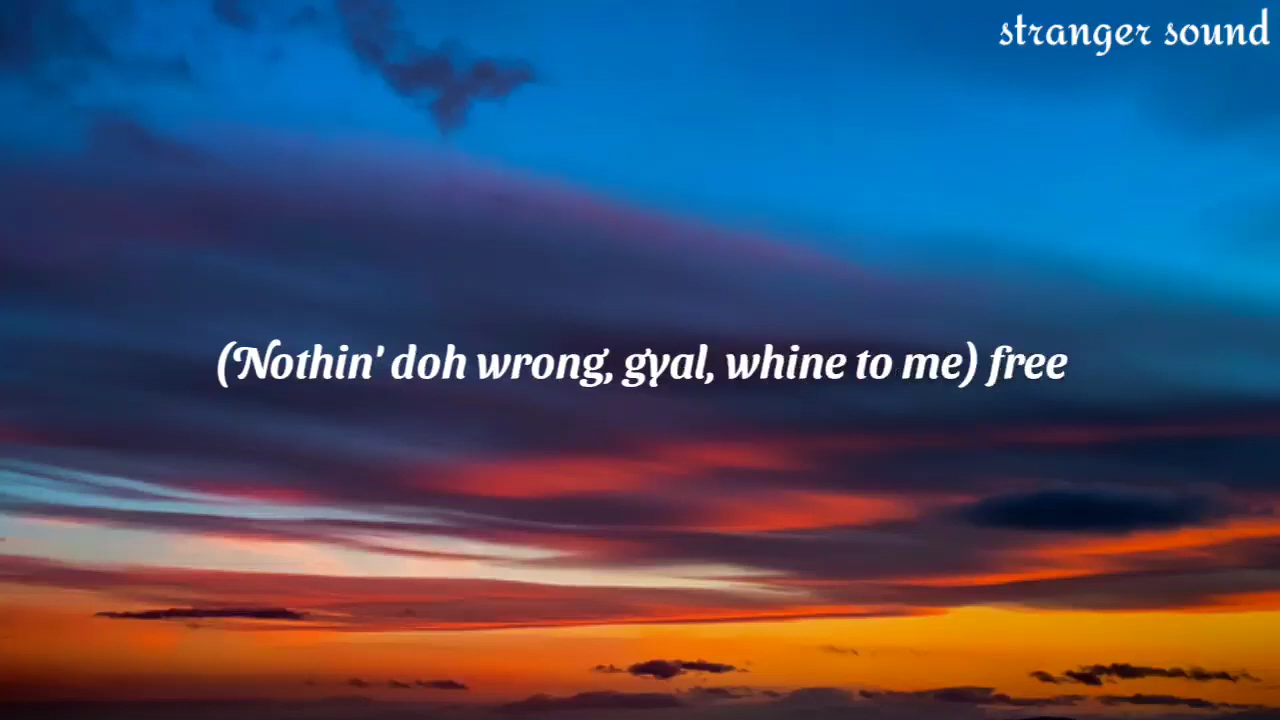 stranger sound
(Nothin' doh wrong, gyal, whine to me) free